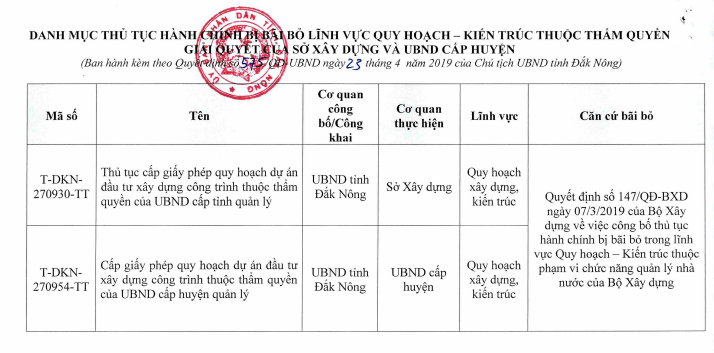 DANH MỤC THỦ TỤC HÀNH CHÍNH BỊ BÃI BỎ LĨNH VỰC QUY HOẠCH – KIẾN TRÚC THUỘC THẨM QUYỀN
GIẢI QUYẾT CỦA SỞ XÂY DỰNG VÀ UBND CẤP HUYỆN
(Ban hành kèm theo Quyết định số 575/QĐ-UBND ngày 23 tháng 4 năm 2019 của Chủ tịch UBND tỉnh Đắk Nông)
Mã số
Tên
Cơ quan
công
bố/Công
khai
Cơ quan
thực hiện
Lĩnh vực
Căn cứ bãi bỏ
T-DKN-
270930-TT
Thủ tục cấp giấy phép quy hoạch dự án
đầu tư xây dựng công trình thuộc thẩm
quyền của UBND cấp tỉnh quản lý
UBND tỉnh
Đắk Nông
Sở Xây dựng
Quy hoạch
xây dựng,
kiến trúc
Quyết định số 147/QĐ-BXD
ngày 07/3/2019 của Bộ Xây
dựng về việc công bố thủ tục
hành chính bị bãi bỏ trong lĩnh
vực Quy hoạch – Kiến trúc thuộc
phạm vi chức năng quản lý nhà
nước của Bộ Xây dựng
T-DKN-
270954-TT
Cấp giấy phép quy hoạch dự án đầu tư
xây dựng công trình thuộc thẩm quyền
của UBND cấp huyện quản lý
UBND tỉnh
Đắk Nông
UBND cấp
huyện
Quy hoạch
xây dựng,
kiến trúc